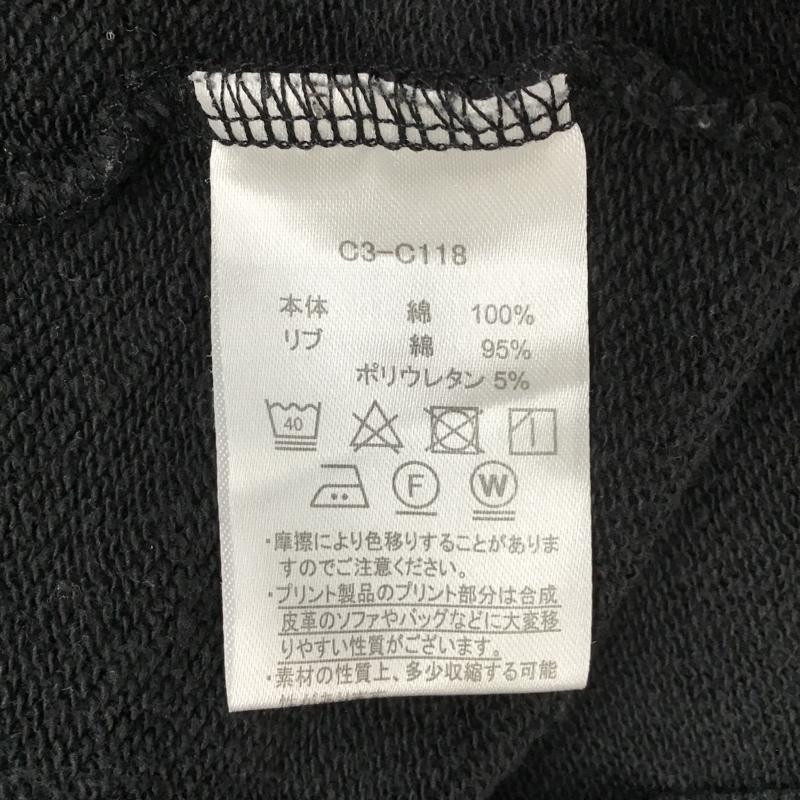 C3-C118
本体 綿 100%
リブ 綿 95%
ポリウレタン 5%
40
F W
・摩擦により色移りすることがありま
すのでご注意ください。
・プリント製品のプリント部分は合成
皮革のソファやバッグなどに大変移
りやすい性質がございます。
・素材の性質上、多少収縮する可能